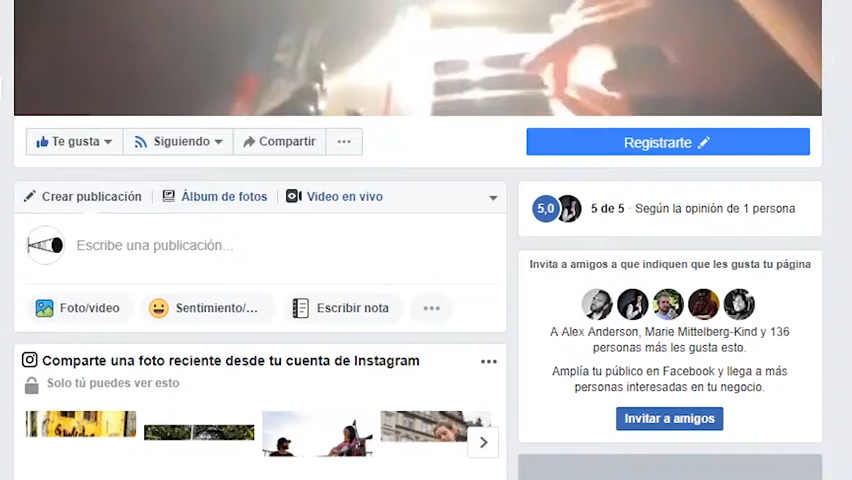 Te gusta
Siguiendo
Compartir
Registrarte
Crear publicación
Álbum de fotos
Video en vivo
Escribe una publicación...
Foto/video
Sentimiento/...
Escribir nota
Comparte una foto reciente desde tu cuenta de Instagram
Solo tú puedes ver esto
5,0
5 de 5 · Según la opinión de 1 persona
Invita a amigos a que indiquen que les gusta tu página
A Alex Anderson, Marie Mittelberg-Kind y 136
personas más les gusta esto.
Amplía tu público en Facebook y llega a más
personas interesadas en tu negocio.
Invitar a amigos